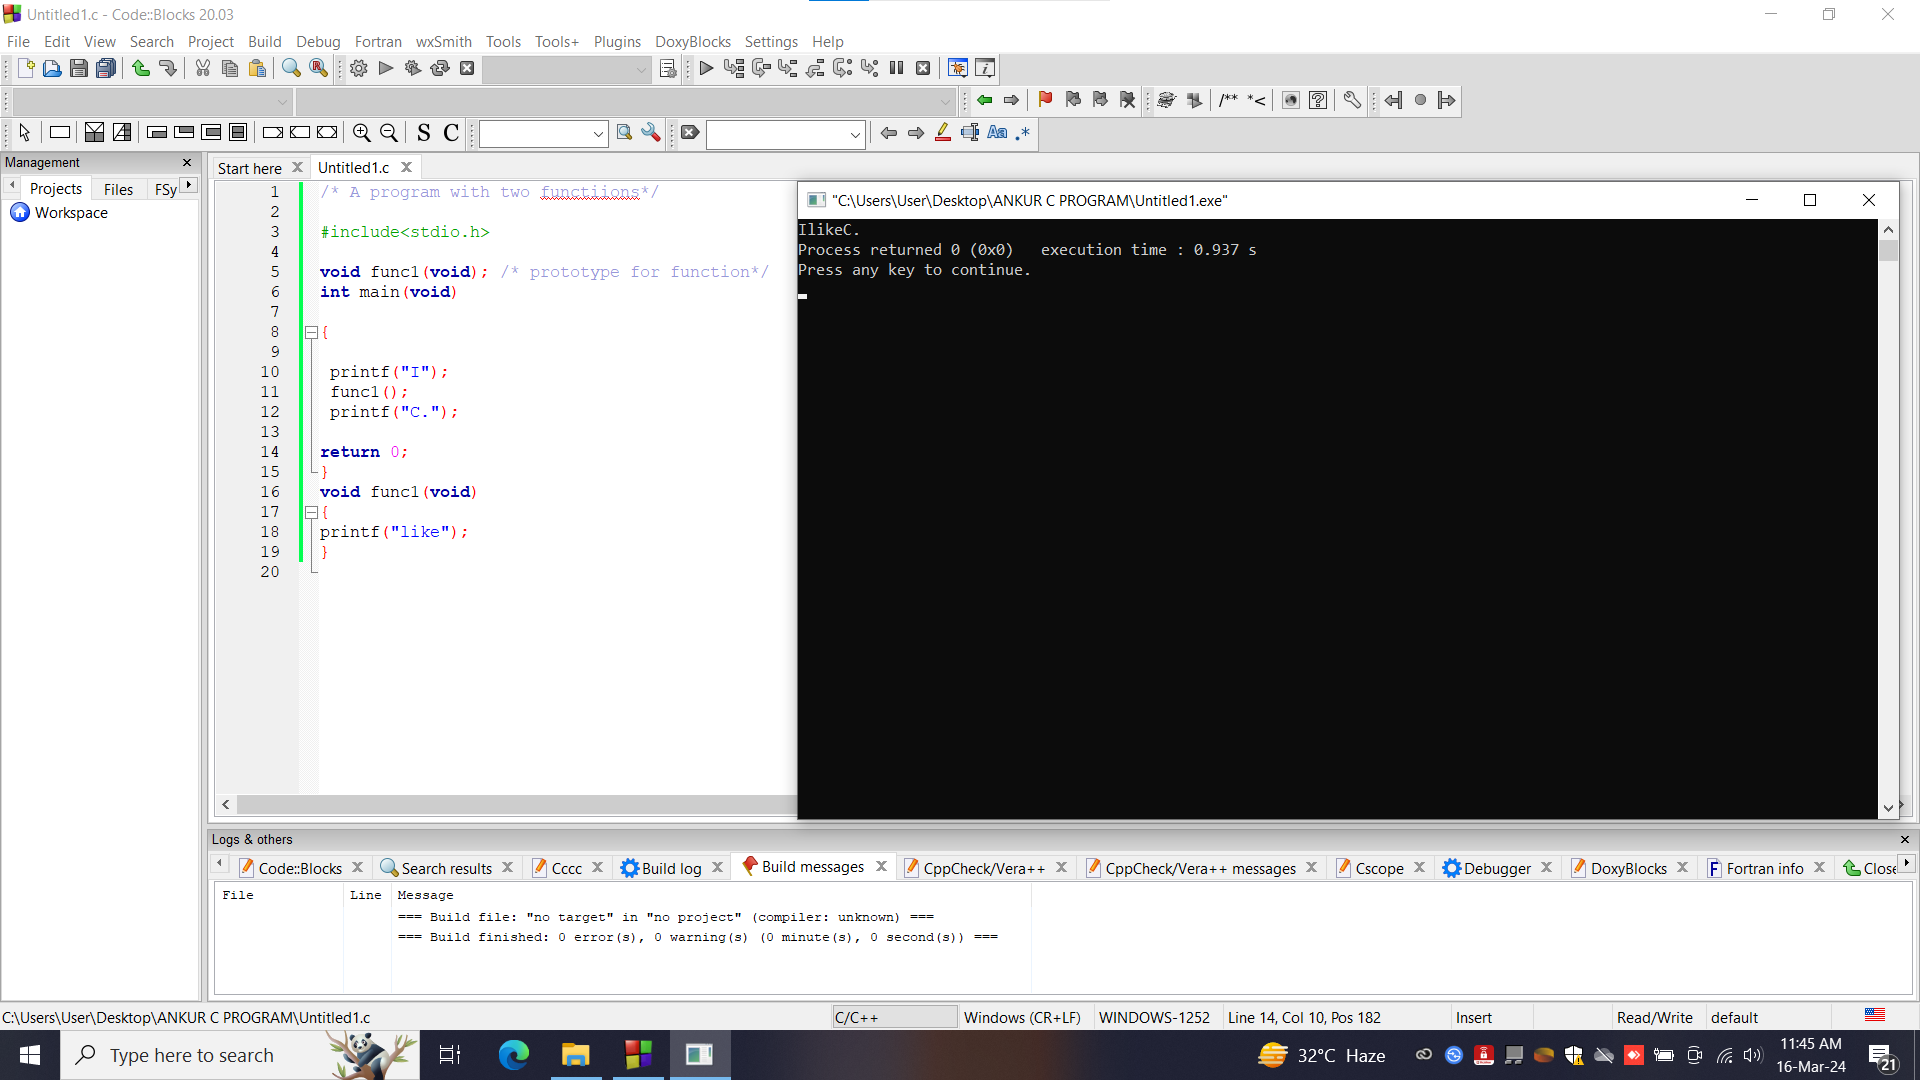 Untitled1.c - Code::Blocks 20.03
File Edit View Search Project Build Debug Fortran wxSmith Tools Tools+ Plugins DoxyBlocks Settings Help
/** *<
S C
Aa .*
Management
Projects Files FSy
Workspace
Start here Untitled1.c
1 /* A program with two functiions*/
2
3 #include<stdio.h>
4
5 void func1(void); /* prototype for function*/
6 int main(void)
7
8 {
9
10 printf("I");
11 func1();
12 printf("C.");
13
14 return 0;
15 }
16 void func1(void)
17 {
18 printf("like");
19 }
20
"C:\Users\User\Desktop\ANKUR C PROGRAM\Untitled1.exe"
IlikeC.
Process returned 0 (0x0)   execution time : 0.937 s
Press any key to continue.
Logs & others
Code::Blocks Search results Cccc Build log Build messages CppCheck/Vera++ CppCheck/Vera++ messages Cscope Debugger DoxyBlocks Fortran info Close
File Line Message
=== Build file: "no target" in "no project" (compiler: unknown) ===
=== Build finished: 0 error(s), 0 warning(s) (0 minute(s), 0 second(s)) ===
C:\Users\User\Desktop\ANKUR C PROGRAM\Untitled1.c C/C++ Windows (CR+LF) WINDOWS-1252 Line 14, Col 10, Pos 182 Insert Read/Write default
Type here to search
32°C Haze
11:45 AM
16-Mar-24
21